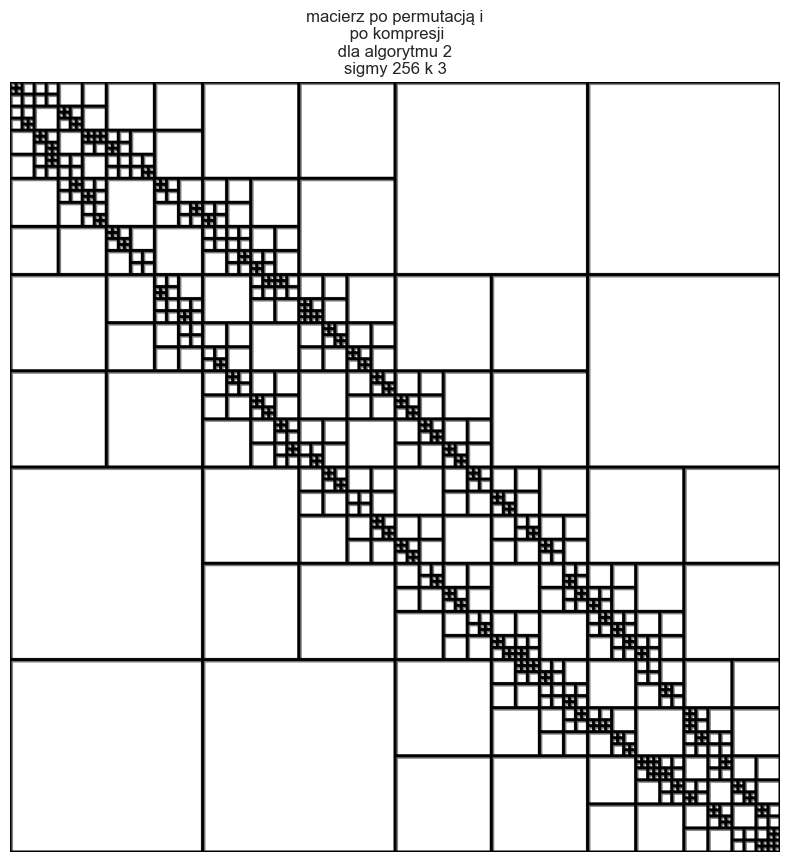 macierz po permutacją i
po kompresji
dla algorytmu 2
sigmy 256 k 3